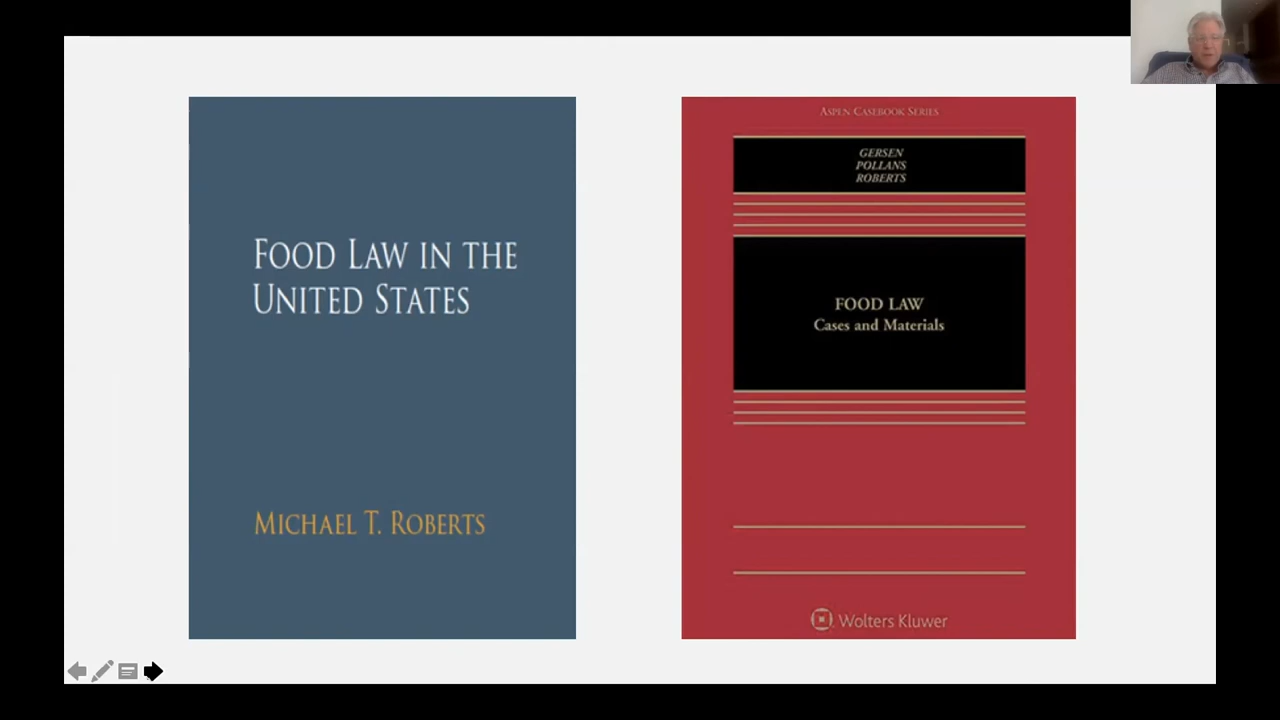 FOOD LAW IN THE
UNITED STATES
MICHAEL T. ROBERTS
ASPEN CASEBOOK SERIES
GERSEN
POLLANS
ROBERTS
FOOD LAW
Cases and Materials
Wolters Kluwer